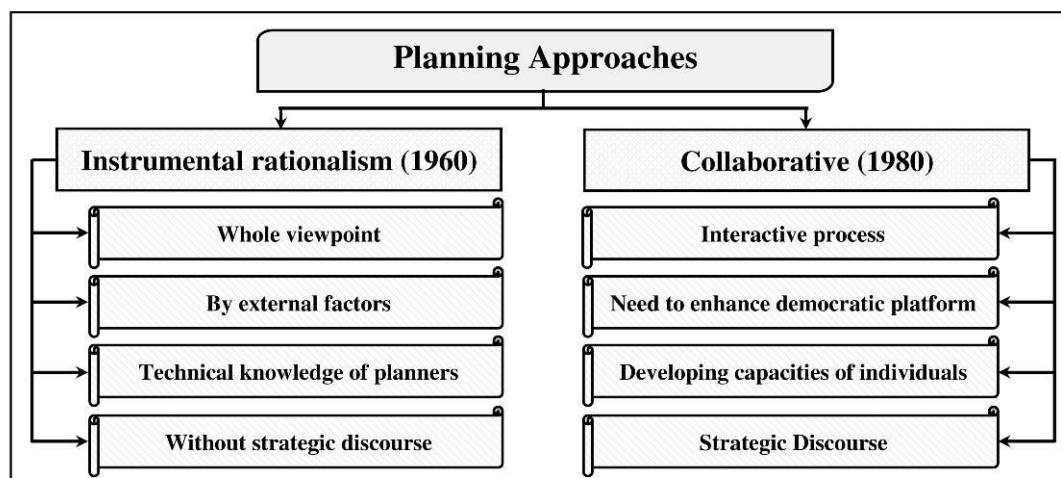 Planning Approaches
Instrumental rationalism (1960)
Whole viewpoint
By external factors
Technical knowledge of planners
Without strategic discourse
Collaborative (1980)
Interactive process
Need to enhance democratic platform
Developing capacities of individuals
Strategic Discourse